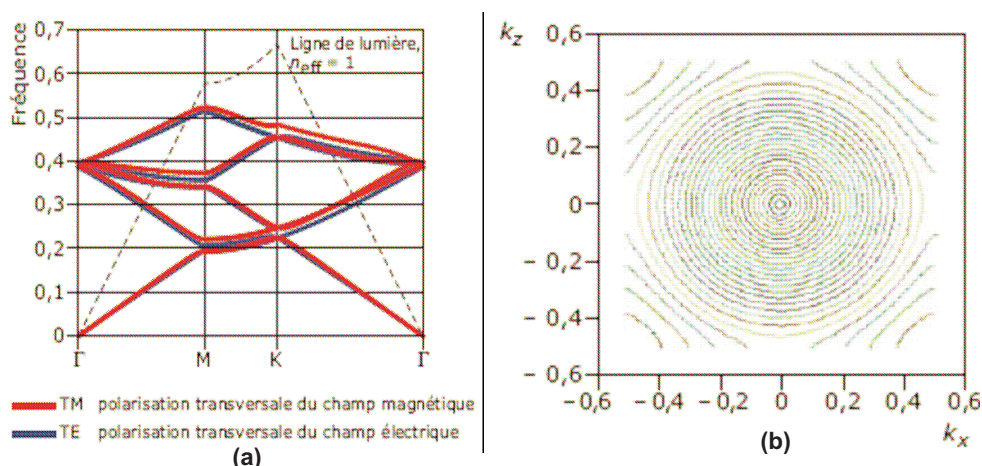 Fréquence
0,7
0,6
0,5
0,4
0,3
0,2
0,1
0
Γ
M
K
Γ
Ligne de lumière,
neff = 1
TM polarisation transversale du champ magnétique
TE polarisation transversale du champ électrique
(a)
kz
0,6
0,4
0,2
0
– 0,2
– 0,4
– 0,6
– 0,6
– 0,4
– 0,2
0
0,2
0,4
0,6
kx
(b)